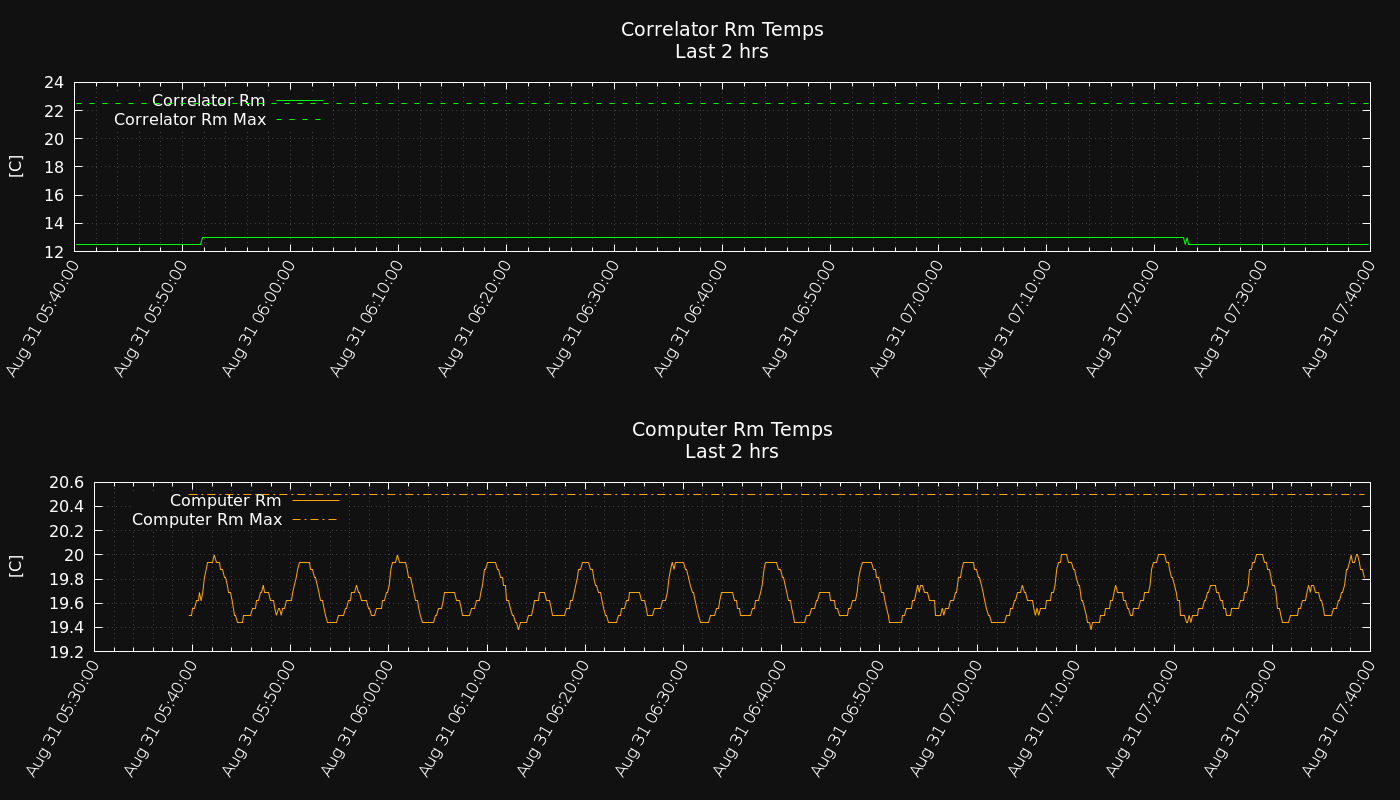 Correlator Rm Temps
Last 2 hrs
24
22
20
18
16
14
12
[C]
Correlator Rm
Correlator Rm Max
Aug 31 05:40:00
Aug 31 05:50:00
Aug 31 06:00:00
Aug 31 06:10:00
Aug 31 06:20:00
Aug 31 06:30:00
Aug 31 06:40:00
Aug 31 06:50:00
Aug 31 07:00:00
Aug 31 07:10:00
Aug 31 07:20:00
Aug 31 07:30:00
Aug 31 07:40:00
Computer Rm Temps
Last 2 hrs
20.6
20.4
20.2
20
19.8
19.6
19.4
19.2
[C]
Computer Rm
Computer Rm Max
Aug 31 05:30:00
Aug 31 05:40:00
Aug 31 05:50:00
Aug 31 06:00:00
Aug 31 06:10:00
Aug 31 06:20:00
Aug 31 06:30:00
Aug 31 06:40:00
Aug 31 06:50:00
Aug 31 07:00:00
Aug 31 07:10:00
Aug 31 07:20:00
Aug 31 07:30:00
Aug 31 07:40:00